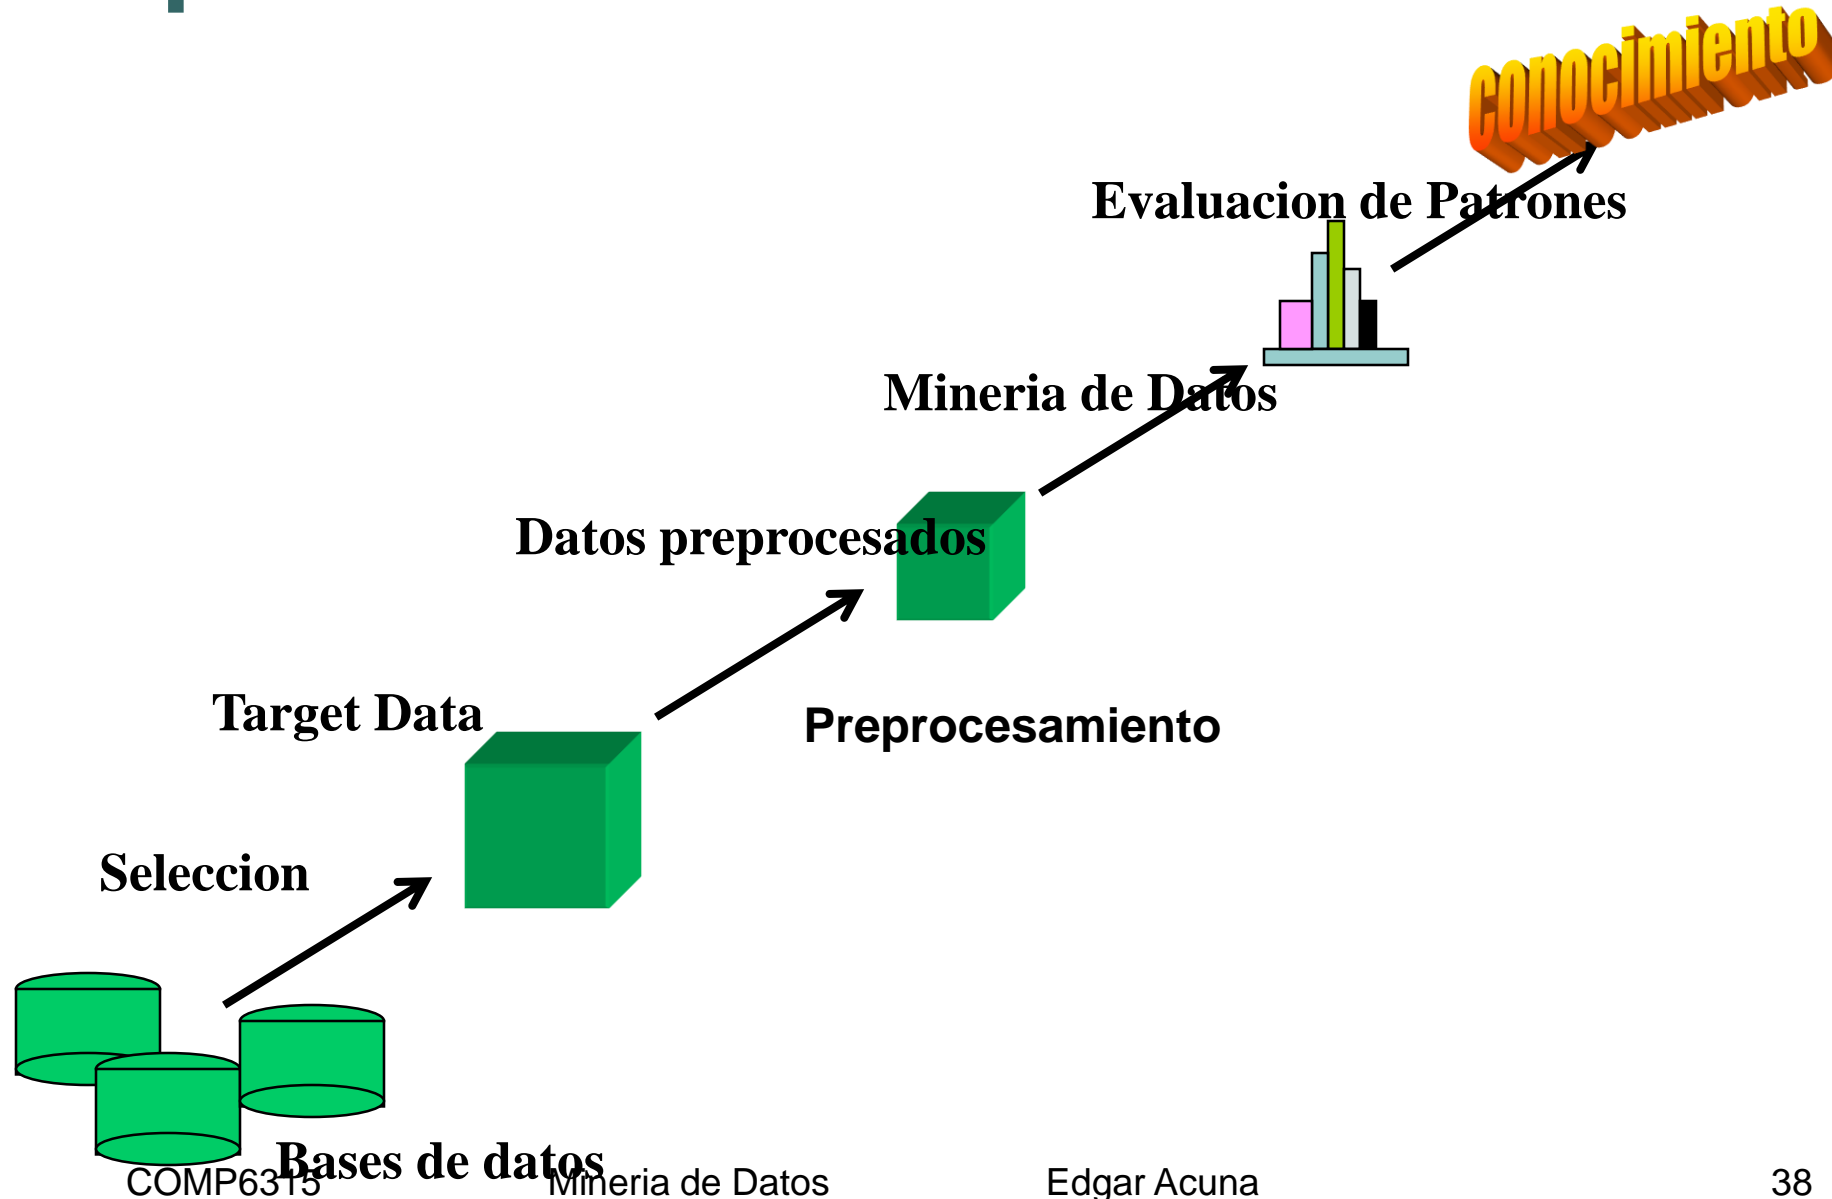 conocimiento
Evaluacion de Patrones
Mineria de Datos
Datos preprocesados
Target Data
Preprocesamiento
Seleccion
Bases de datos
COMP6315 Mineria de Datos Edgar Acuna 38